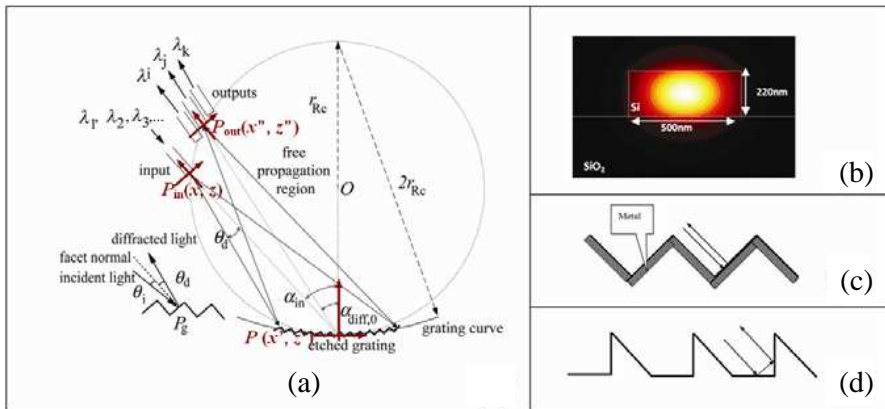 λk
λj
λi
outputs
λ1, λ2, λ3,...
Pout(x", z")
rRc
input
free
propagation
region
Pin(x, z)
O
2rRc
θd
diffracted light
facet normal
incident light
θd
θi
αin
αdiff,0
Pg
P (x', z')
etched grating
grating curve
(a)
Si
220nm
500nm
SiO2
(b)
Metal
(c)
(d)